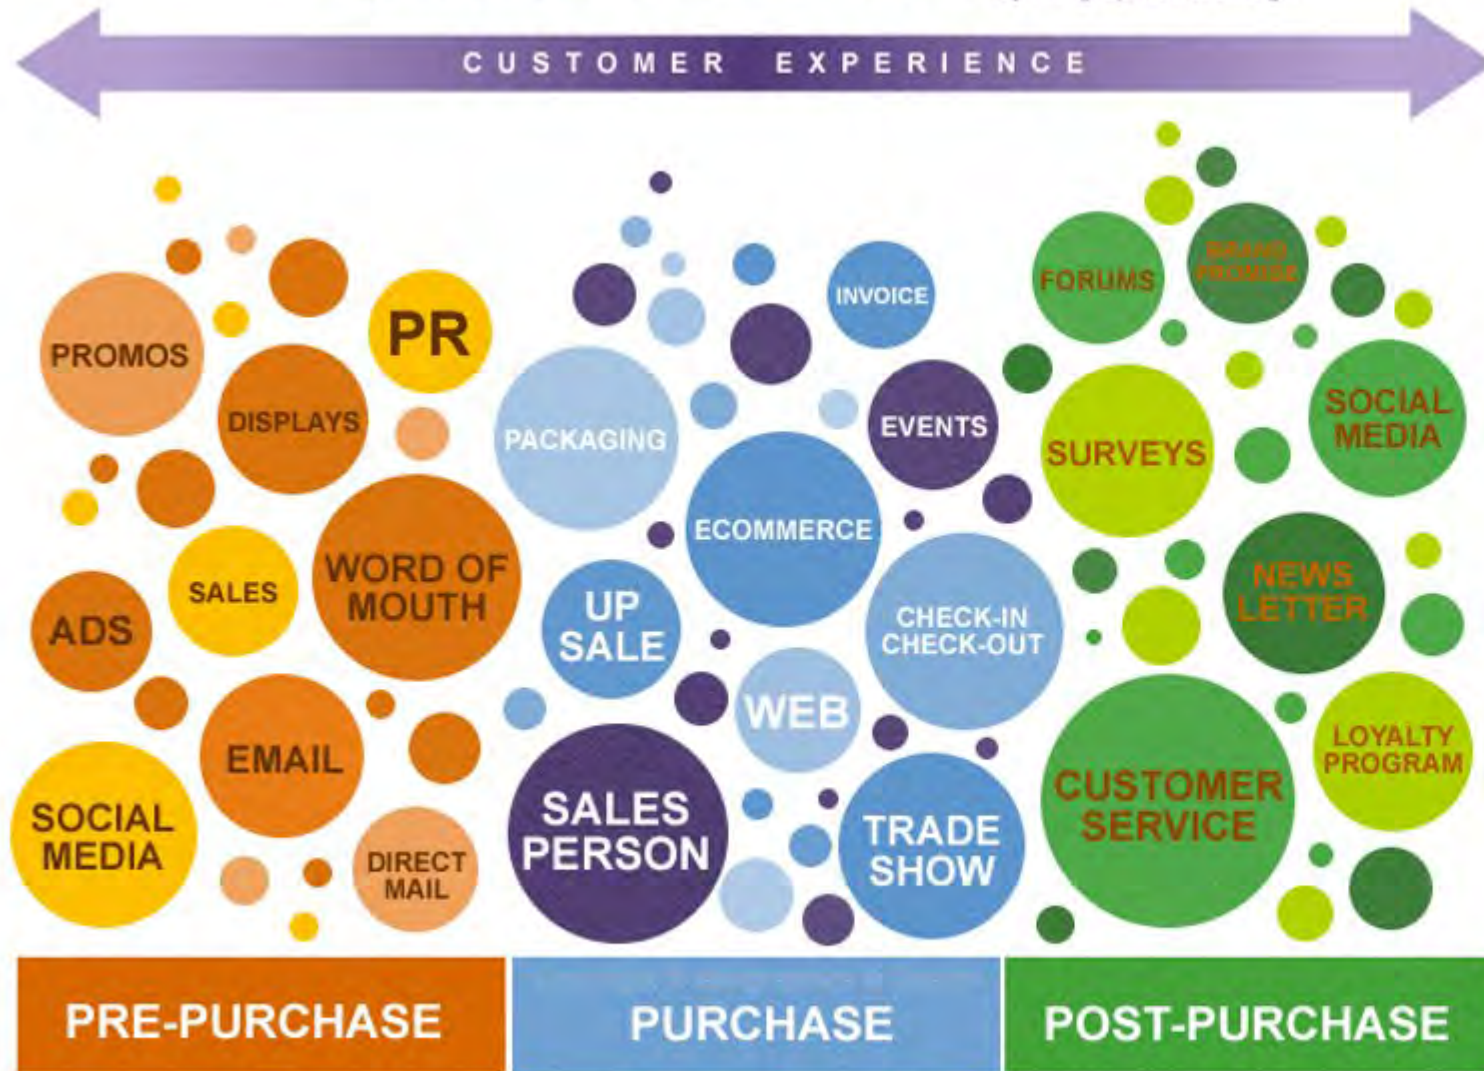 CUSTOMER EXPERIENCE
PROMOS
DISPLAYS
PR
SALES
WORD OF
MOUTH
ADS
EMAIL
SOCIAL
MEDIA
DIRECT
MAIL
PACKAGING
INVOICE
EVENTS
ECOMMERCE
UP
SALE
CHECK-IN
CHECK-OUT
WEB
SALES
PERSON
TRADE
SHOW
FORUMS
BRAND
PROMISE
SURVEYS
SOCIAL
MEDIA
NEWS
LETTER
CUSTOMER
SERVICE
LOYALTY
PROGRAM
PRE-PURCHASE
PURCHASE
POST-PURCHASE